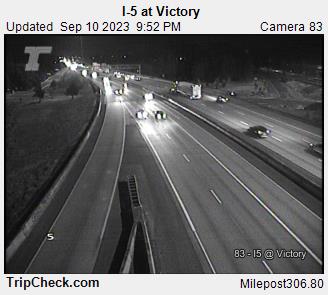 I-5 at Victory
Updated Sep 10 2023 9:52 PM Camera 83
T
S
83 - I5 @ Victory
TripCheck.com Milepost306.80